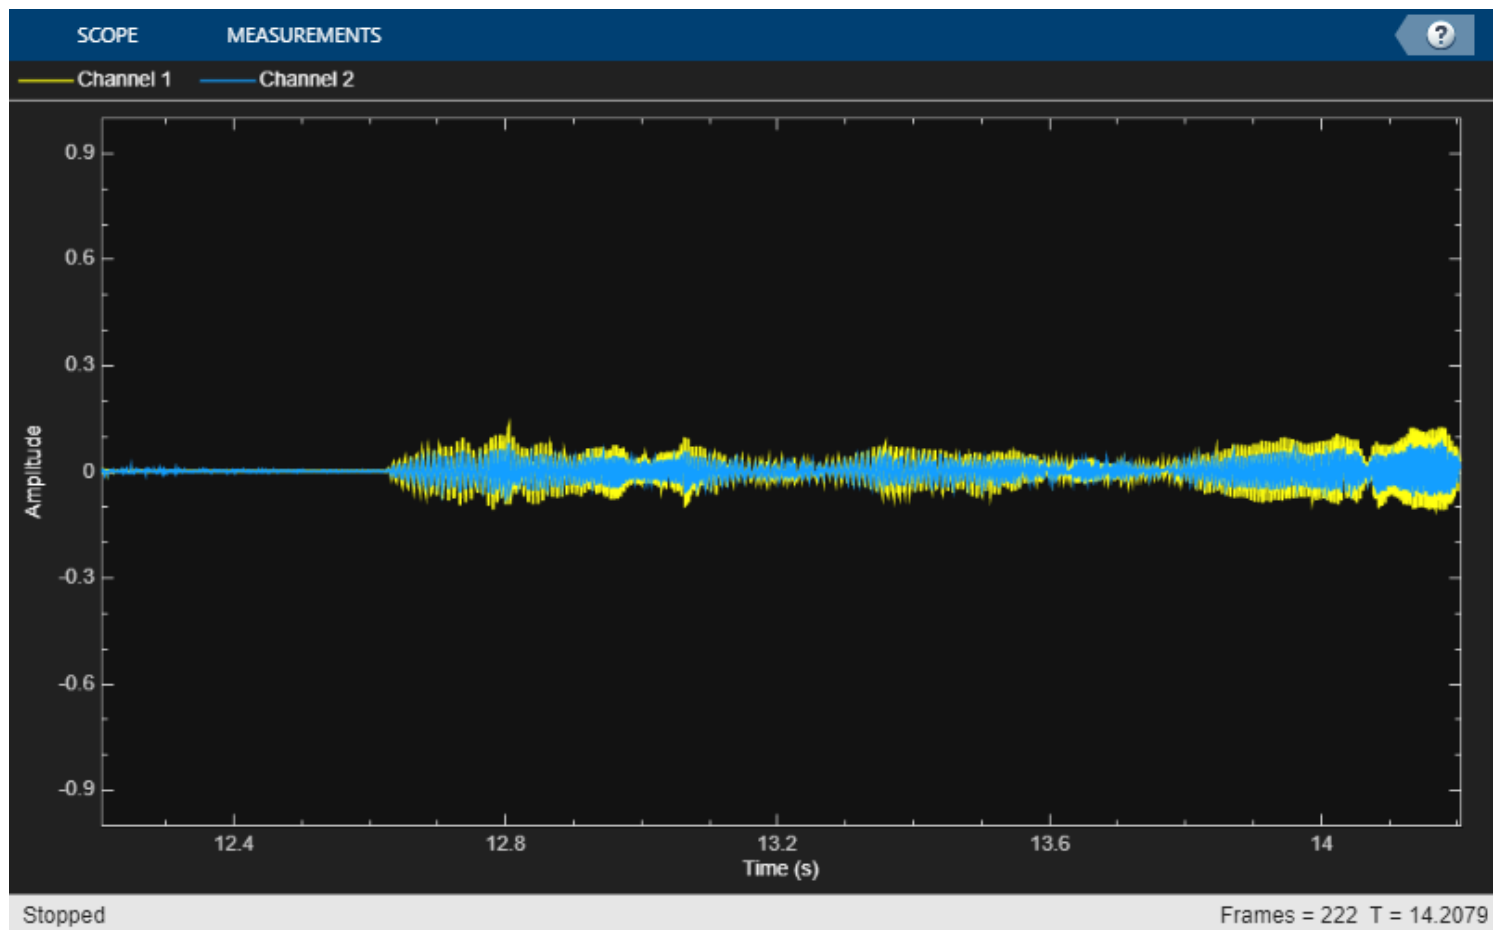 SCOPE MEASUREMENTS ?
Channel 1 Channel 2
0.9
0.6
0.3
0
-0.3
-0.6
-0.9
Amplitude
12.4 12.8 13.2 13.6 14
Time (s)
Stopped Frames = 222 T = 14.2079